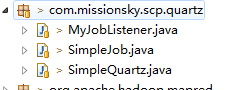 > com.missionsky.scp.quartz
> MyJobListener.java
> SimpleJob.java
> SimpleQuartz.java